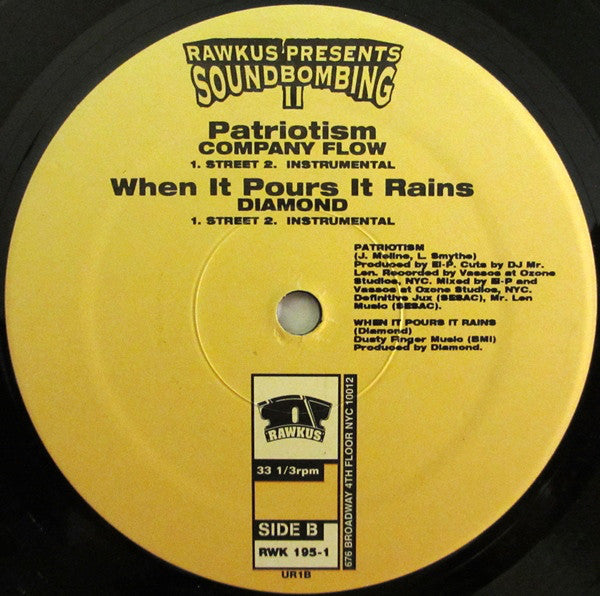 RAWKUS PRESENTS
SOUNDBOMBING
II
Patriotism
COMPANY FLOW
1. STREET 2. INSTRUMENTAL
When It Pours It Rains
DIAMOND
1. STREET 2. INSTRUMENTAL
PATRIOTISM
(J. Meline, L. Smythe)
Produced by El-P. Cuts by DJ Mr.
Len. Recorded by Vassos at Ozone
Studios, NYC. Mixed by El-P and
Vassos at Ozone Studios, NYC.
Definitive Jux (SESAC), Mr. Len
Music (SESAC).
WHEN IT POURS IT RAINS
(Diamond)
Dusty Finger Music (BMI)
Produced by Diamond.
RAWKUS
33 1/3rpm
SIDE B
RWK 195-1
676 BROADWAY 4TH FLOOR NYC 10012
UR1B